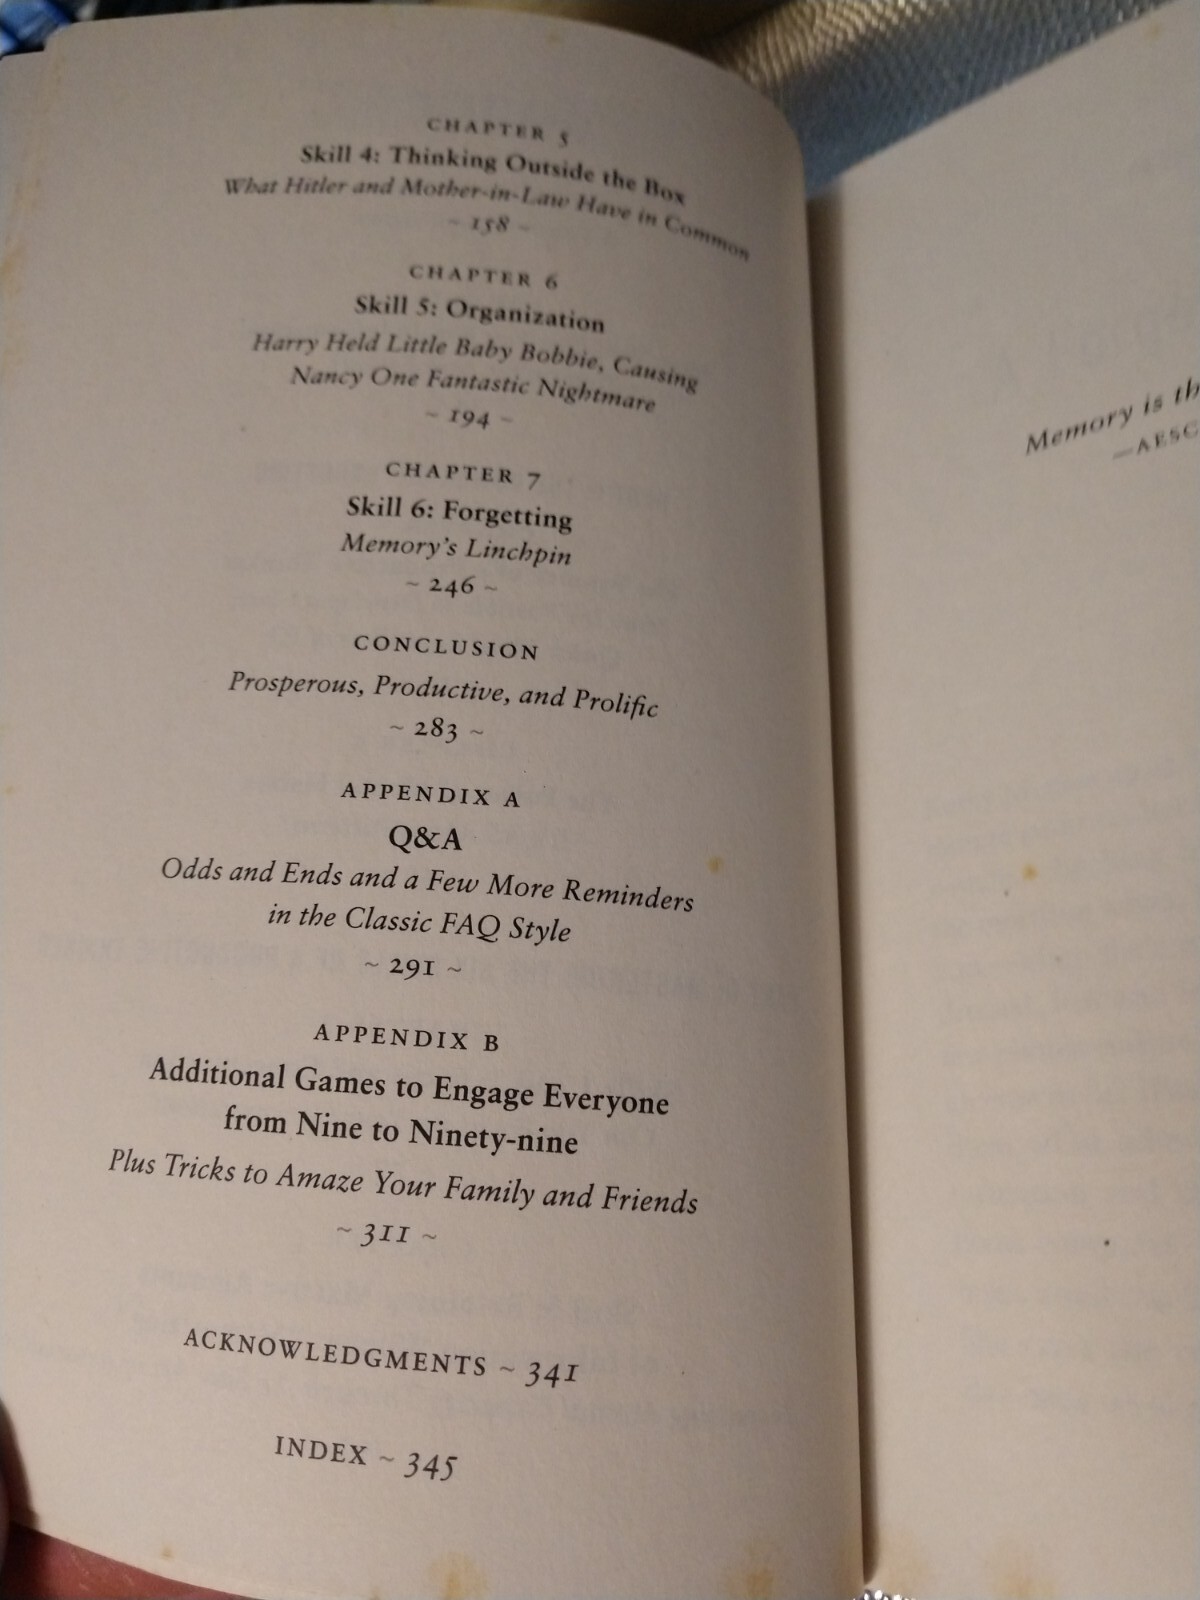 CHAPTER 5
Skill 4: Thinking Outside the Box
What Hitler and Mother-in-Law Have in Common
~ 158 ~
CHAPTER 6
Skill 5: Organization
Harry Held Little Baby Bobbie, Causing
Nancy One Fantastic Nightmare
~ 194 ~
CHAPTER 7
Skill 6: Forgetting
Memory's Linchpin
~ 246 ~
CONCLUSION
Prosperous, Productive, and Prolific
~ 283 ~
APPENDIX A
Q&A
Odds and Ends and a Few More Reminders
in the Classic FAQ Style
~ 291 ~
APPENDIX B
Additional Games to Engage Everyone
from Nine to Ninety-nine
Plus Tricks to Amaze Your Family and Friends
~ 311 ~
ACKNOWLEDGMENTS ~ 341
INDEX ~ 345
Memory is th
—AESC